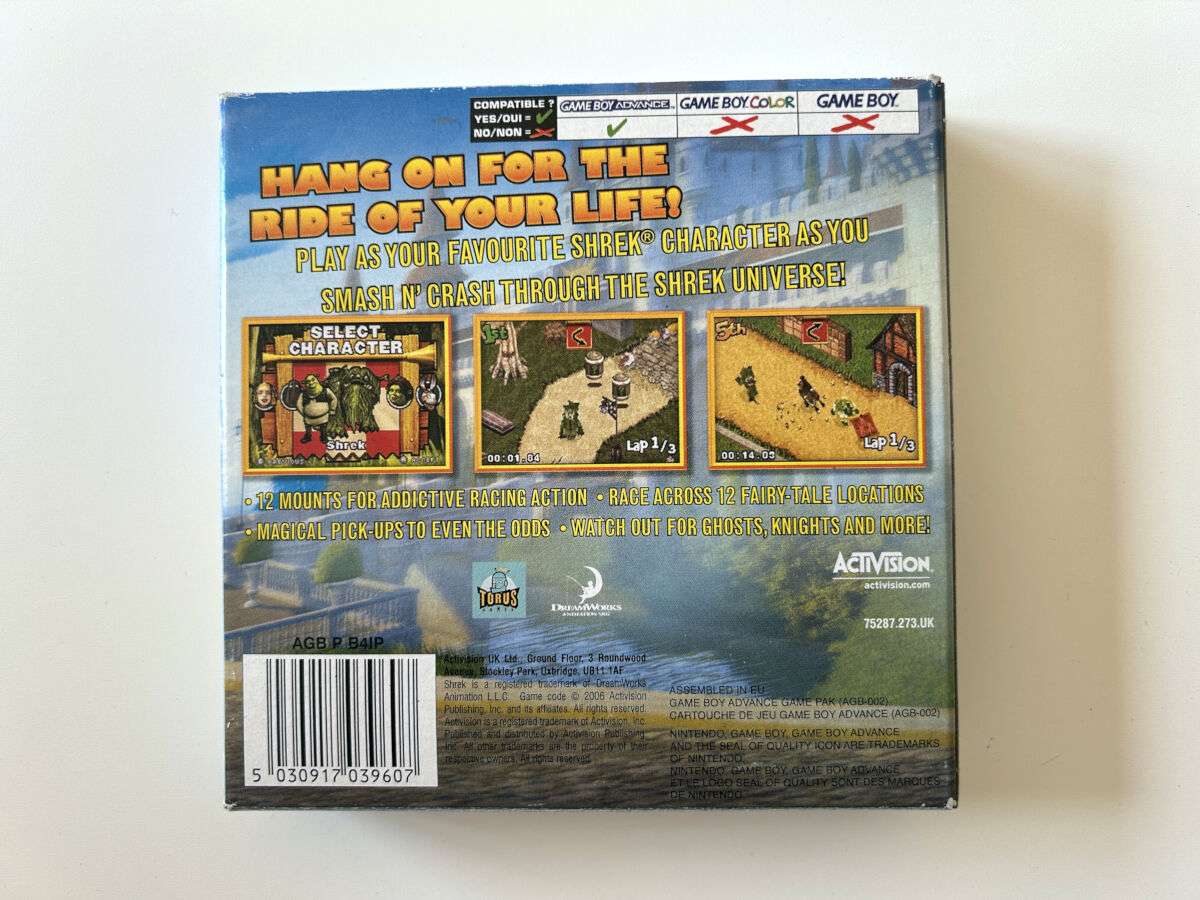 COMPATIBLE ?
YES/OUI =
NO/NON =
GAME BOY ADVANCE™
GAME BOY COLOR
GAME BOY™
HANG ON FOR THE
RIDE OF YOUR LIFE!
PLAY AS YOUR FAVOURITE SHREK® CHARACTER AS YOU
SMASH N' CRASH THROUGH THE SHREK UNIVERSE!
SELECT
CHARACTER
Shrek
1st
Lap 1/3
00:01.04
5th
Lap 1/3
00:14.05
• 12 MOUNTS FOR ADDICTIVE RACING ACTION • RACE ACROSS 12 FAIRY-TALE LOCATIONS
• MAGICAL PICK-UPS TO EVEN THE ODDS • WATCH OUT FOR GHOSTS, KNIGHTS AND MORE!
TORUS
GAMES
DREAMWORKS
ANIMATION SKG
ACTIVISION
activision.com
75287.273.UK
AGB P B4IP
5 030917 039607
Activision UK Ltd., Ground Floor, 3 Roundwood
Avenue, Stockley Park, Uxbridge, UB11 1AF
Shrek is a registered trademark of DreamWorks
Animation L.L.C. Game code © 2006 Activision
Publishing, Inc. and its affiliates. All rights reserved.
Activision is a registered trademark of Activision, Inc.
Published and distributed by Activision Publishing,
Inc. All other trademarks are the property of their
respective owners. All rights reserved.
ASSEMBLED IN EU
GAME BOY ADVANCE GAME PAK (AGB-002)
CARTOUCHE DE JEU GAME BOY ADVANCE (AGB-002)
NINTENDO, GAME BOY, GAME BOY ADVANCE
AND THE SEAL OF QUALITY ICON ARE TRADEMARKS
OF NINTENDO.
NINTENDO, GAME BOY, GAME BOY ADVANCE
ET LE LOGO SEAL OF QUALITY SONT DES MARQUES
DE NINTENDO.